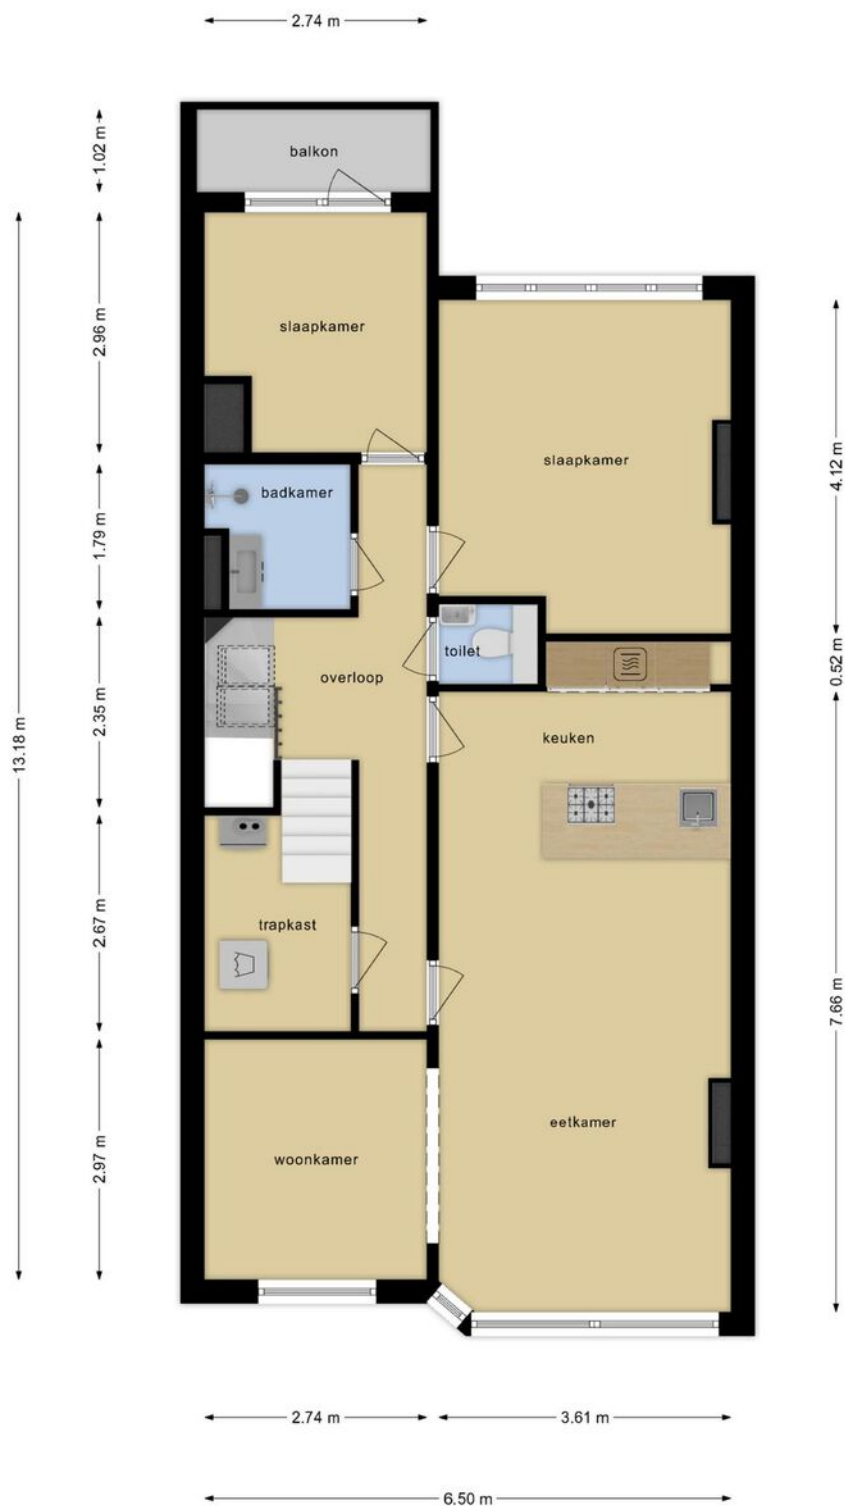 2.74 m
balkon
1.02 m
slaapkamer
2.96 m
slaapkamer
4.12 m
badkamer
1.79 m
toilet
0.52 m
overloop
2.35 m
13.18 m
keuken
trapkast
2.67 m
7.66 m
eetkamer
woonkamer
2.97 m
2.74 m
3.61 m
6.50 m